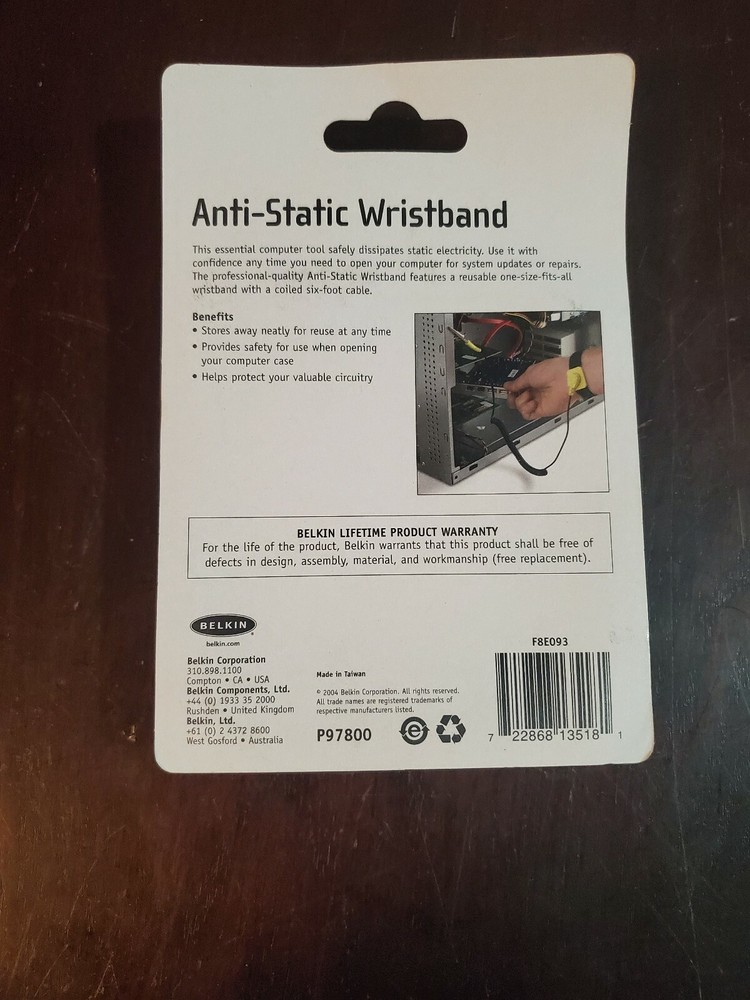 Anti-Static Wristband
This essential computer tool safely dissipates static electricity. Use it with
confidence any time you need to open your computer for system updates or repairs.
The professional-quality Anti-Static Wristband features a reusable one-size-fits-all
wristband with a coiled six-foot cable.
Benefits
• Stores away neatly for reuse at any time
• Provides safety for use when opening
your computer case
• Helps protect your valuable circuitry
BELKIN LIFETIME PRODUCT WARRANTY
For the life of the product, Belkin warrants that this product shall be free of
defects in design, assembly, material, and workmanship (free replacement).
BELKIN®
belkin.com
Belkin Corporation
310.898.1100
Compton • CA • USA
Belkin Components, Ltd.
+44 (0) 1933 35 2000
Rushden • United Kingdom
Belkin, Ltd.
+61 (0) 2 4372 8600
West Gosford • Australia
Made in Taiwan
© 2004 Belkin Corporation. All rights reserved.
All trade names are registered trademarks of
respective manufacturers listed.
P97800
F8E093
7 22868 13518 1